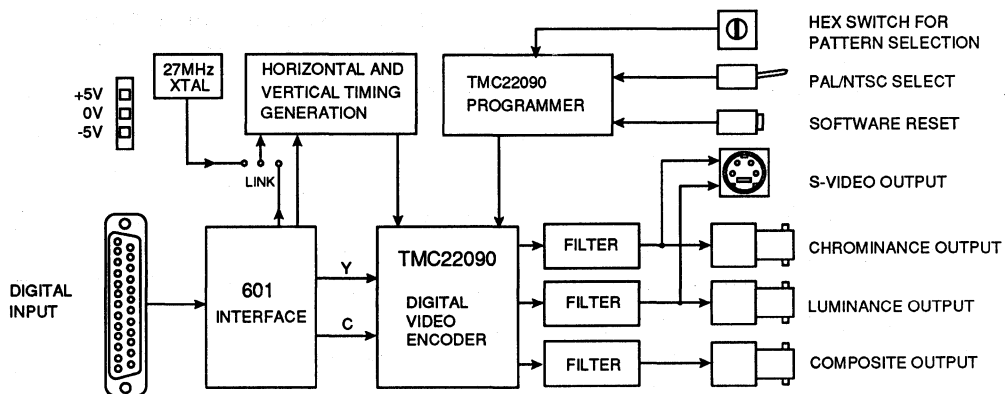 HEX SWITCH FOR
PATTERN SELECTION
27MHz
XTAL
HORIZONTAL AND
VERTICAL TIMING
GENERATION
TMC22090
PROGRAMMER
PAL/NTSC SELECT
+5V
0V
-5V
SOFTWARE RESET
LINK
S-VIDEO OUTPUT
DIGITAL
INPUT
601
INTERFACE
Y
C
TMC22090
DIGITAL
VIDEO
ENCODER
FILTER
CHROMINANCE OUTPUT
FILTER
LUMINANCE OUTPUT
FILTER
COMPOSITE OUTPUT